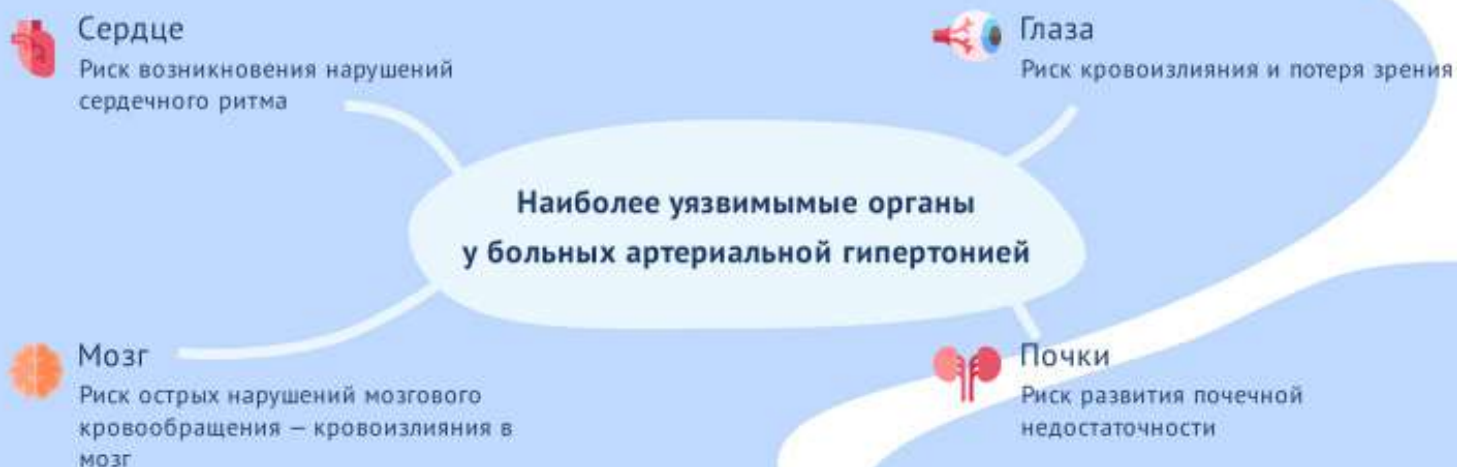 Сердце
Риск возникновения нарушений
сердечного ритма
Глаза
Риск кровоизлияния и потеря зрения
Наиболее уязвимымые органы
у больных артериальной гипертонией
Мозг
Риск острых нарушений мозгового
кровообращения — кровоизлияния в
мозг
Почки
Риск развития почечной
недостаточности